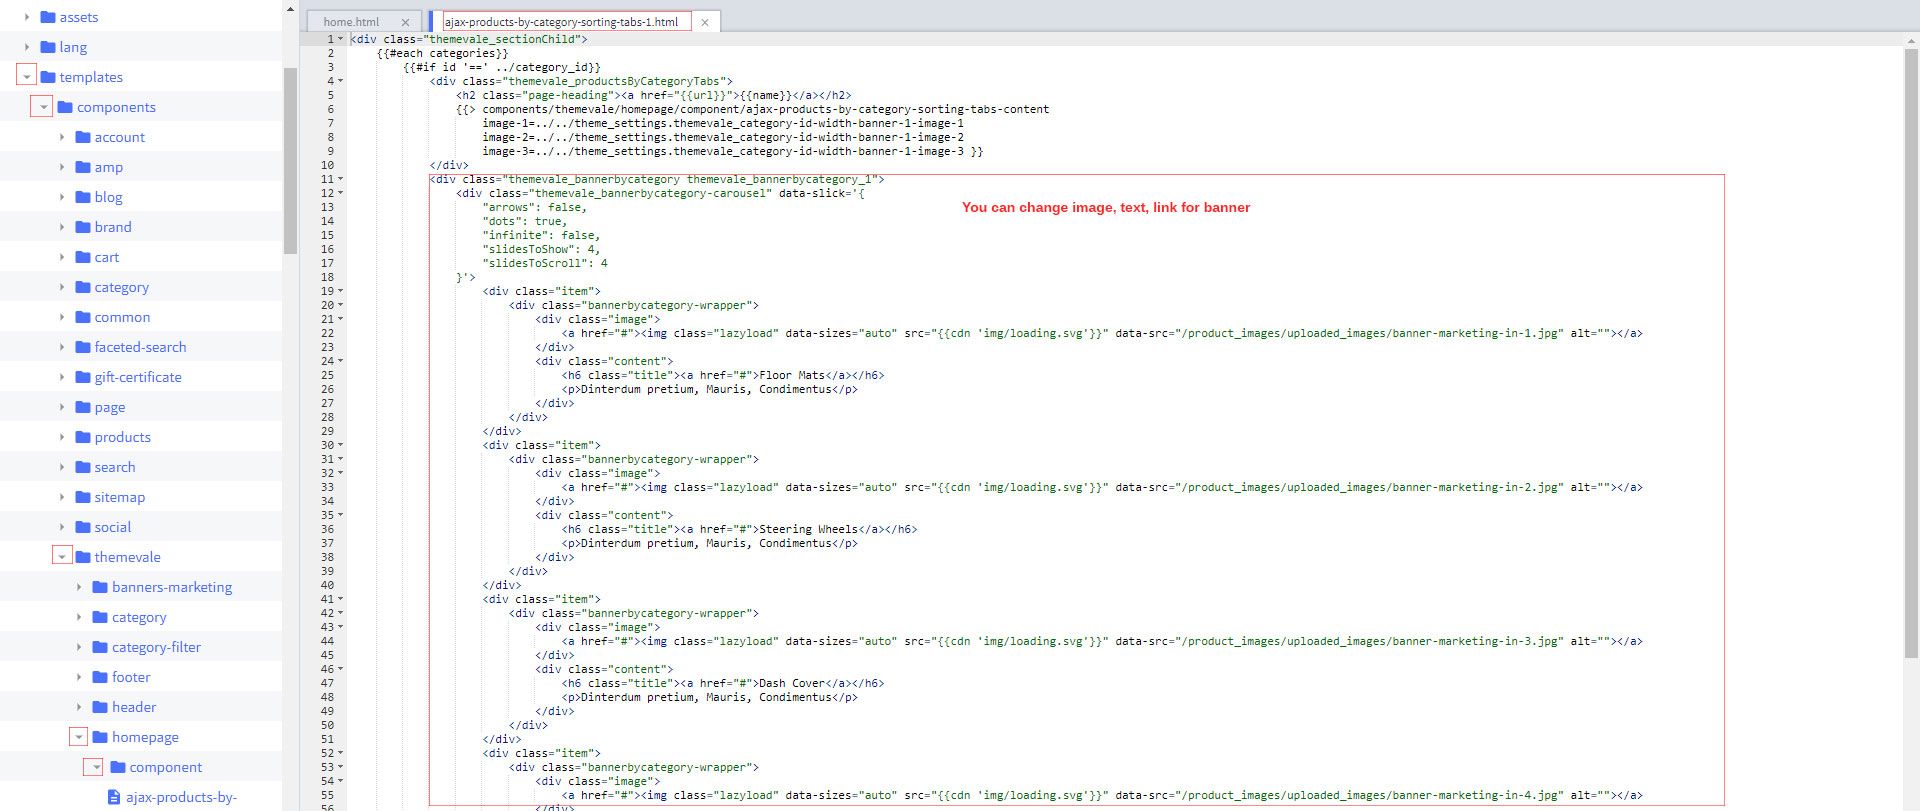 assets
lang
templates
components
account
amp
blog
brand
cart
category
common
faceted-search
gift-certificate
page
products
search
sitemap
social
themevale
banners-marketing
category
category-filter
footer
header
homepage
component
ajax-products-by-
home.html ×
ajax-products-by-category-sorting-tabs-1.html ×
1 <div class="themevale_sectionChild">
2 {{#each categories}}
3 {{#if id '==' ../category_id}}
4 <div class="themevale_productsByCategoryTabs">
5 <h2 class="page-heading"><a href="{{url}}">{{name}}</a></h2>
6 {{> components/themevale/homepage/component/ajax-products-by-category-sorting-tabs-content
7 image-1=../../theme_settings.themevale_category-id-width-banner-1-image-1
8 image-2=../../theme_settings.themevale_category-id-width-banner-1-image-2
9 image-3=../../theme_settings.themevale_category-id-width-banner-1-image-3 }}
10 </div>
11 <div class="themevale_bannerbycategory themevale_bannerbycategory_1">
12 <div class="themevale_bannerbycategory-carousel" data-slick='{
13 "arrows": false,
You can change image, text, link for banner
14 "dots": true,
15 "infinite": false,
16 "slidesToShow": 4,
17 "slidesToScroll": 4
18 }'>
19 <div class="item">
20 <div class="bannerbycategory-wrapper">
21 <div class="image">
22 <a href="#"><img class="lazyload" data-sizes="auto" src="{{cdn 'img/loading.svg'}}" data-src="/product_images/uploaded_images/banner-marketing-in-1.jpg" alt=""></a>
23 </div>
24 <div class="content">
25 <h6 class="title"><a href="#">Floor Mats</a></h6>
26 <p>Dinterdum pretium, Mauris, Condimentus</p>
27 </div>
28 </div>
29 </div>
30 <div class="item">
31 <div class="bannerbycategory-wrapper">
32 <div class="image">
33 <a href="#"><img class="lazyload" data-sizes="auto" src="{{cdn 'img/loading.svg'}}" data-src="/product_images/uploaded_images/banner-marketing-in-2.jpg" alt=""></a>
34 </div>
35 <div class="content">
36 <h6 class="title"><a href="#">Steering Wheels</a></h6>
37 <p>Dinterdum pretium, Mauris, Condimentus</p>
38 </div>
39 </div>
40 </div>
41 <div class="item">
42 <div class="bannerbycategory-wrapper">
43 <div class="image">
44 <a href="#"><img class="lazyload" data-sizes="auto" src="{{cdn 'img/loading.svg'}}" data-src="/product_images/uploaded_images/banner-marketing-in-3.jpg" alt=""></a>
45 </div>
46 <div class="content">
47 <h6 class="title"><a href="#">Dash Cover</a></h6>
48 <p>Dinterdum pretium, Mauris, Condimentus</p>
49 </div>
50 </div>
51 </div>
52 <div class="item">
53 <div class="bannerbycategory-wrapper">
54 <div class="image">
55 <a href="#"><img class="lazyload" data-sizes="auto" src="{{cdn 'img/loading.svg'}}" data-src="/product_images/uploaded_images/banner-marketing-in-4.jpg" alt=""></a>
56 </div>